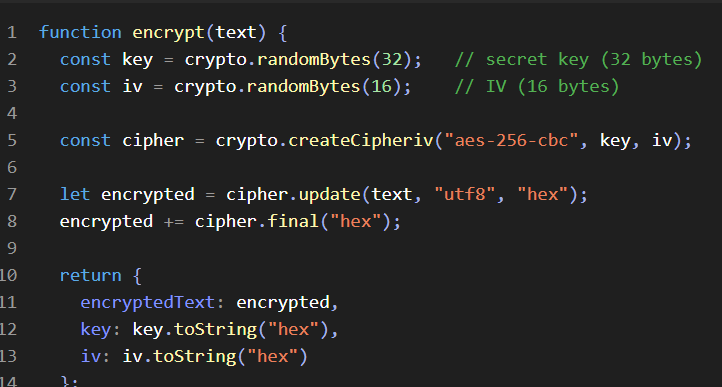 1 function encrypt(text) {
2   const key = crypto.randomBytes(32);   // secret key (32 bytes)
3   const iv = crypto.randomBytes(16);    // IV (16 bytes)
4
5   const cipher = crypto.createCipheriv("aes-256-cbc", key, iv);
6
7   let encrypted = cipher.update(text, "utf8", "hex");
8   encrypted += cipher.final("hex");
9
10   return {
11     encryptedText: encrypted,
12     key: key.toString("hex"),
13     iv: iv.toString("hex")
14   };